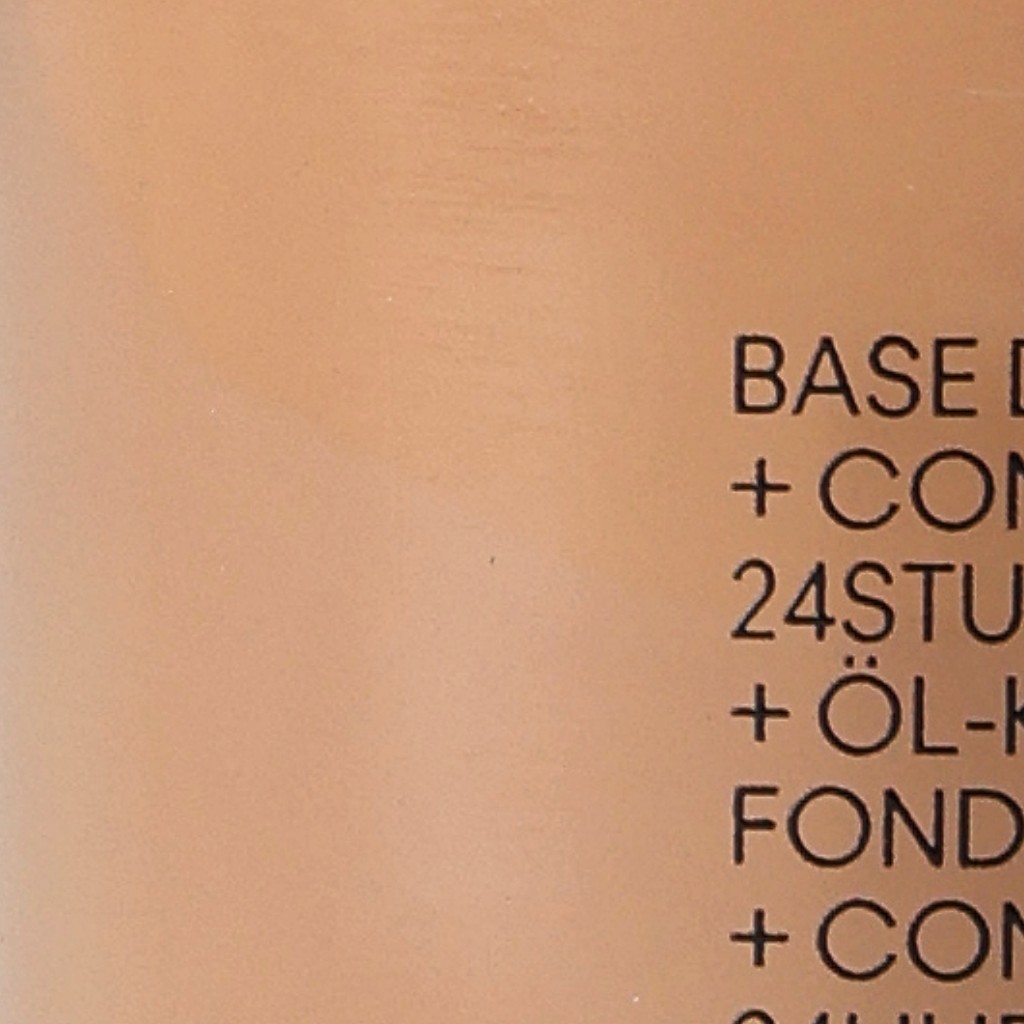 BASE
+ CON
24STU
+ ÖL-K
FOND
+ CON